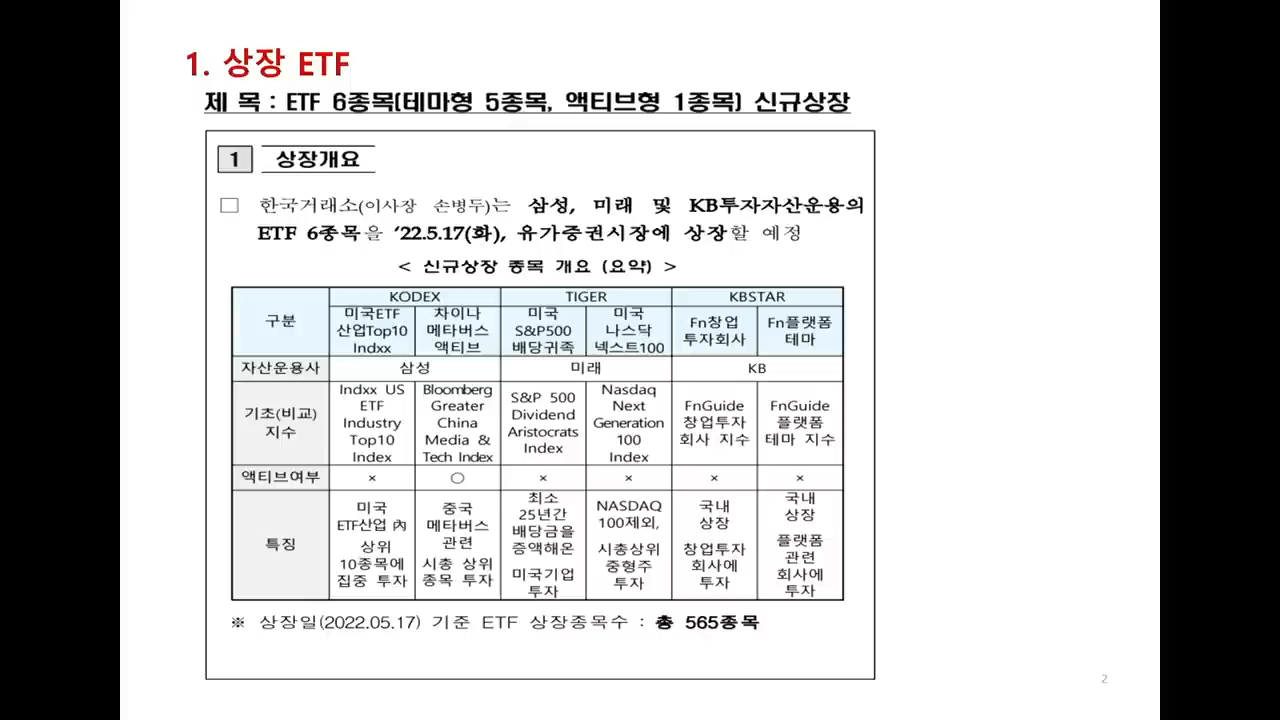 1. 상장 ETF
제 목 : ETF 6종목(테마형 5종목, 액티브형 1종목) 신규상장
1 상장개요
□ 한국거래소(이사장 손병두)는 삼성, 미래 및 KB투자자산운용의
ETF 6종목을 ‘22.5.17(화), 유가증권시장에 상장할 예정
< 신규상장 종목 개요 (요약) >
구분
KODEX
TIGER
KBSTAR
미국ETF
산업Top10
Indxx
차이나
메타버스
액티브
미국
S&P500
배당귀족
미국
나스닥
넥스트100
Fn창업
투자회사
Fn플랫폼
테마
자산운용사
삼성
미래
KB
기초(비교)
지수
Indxx US
ETF
Industry
Top10
Index
Bloomberg
Greater
China
Media &
Tech Index
S&P 500
Dividend
Aristocrats
Index
Nasdaq
Next
Generation
100
Index
FnGuide
창업투자
회사 지수
FnGuide
플랫폼
테마 지수
액티브여부
×
○
×
×
×
×
특징
미국
ETF산업 內
상위
10종목에
집중 투자
중국
메타버스
관련
시총 상위
종목 투자
최소
25년간
배당금을
증액해온
미국기업
투자
NASDAQ
100제외,
시총상위
중형주
투자
국내
상장
창업투자
회사에
투자
국내
상장
플랫폼
관련
회사에
투자
※ 상장일(2022.05.17) 기준 ETF 상장종목수 : 총 565종목
2